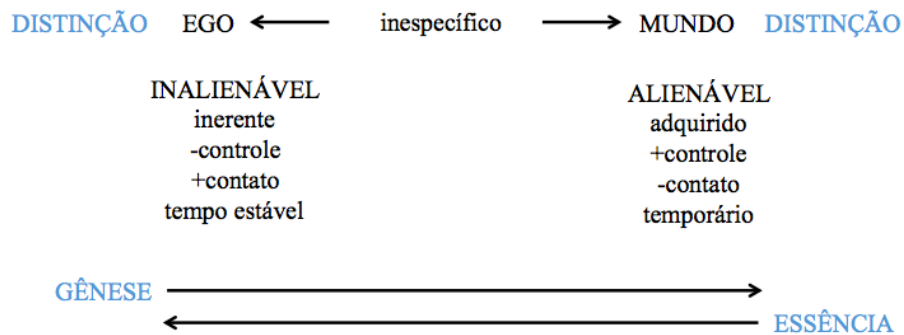 DISTINÇÃO EGO inespecífico MUNDO DISTINÇÃO
INALIENÁVEL
inerente
-controle
+contato
tempo estável
ALIENÁVEL
adquirido
+controle
-contato
temporário
GÊNESE
ESSÊNCIA